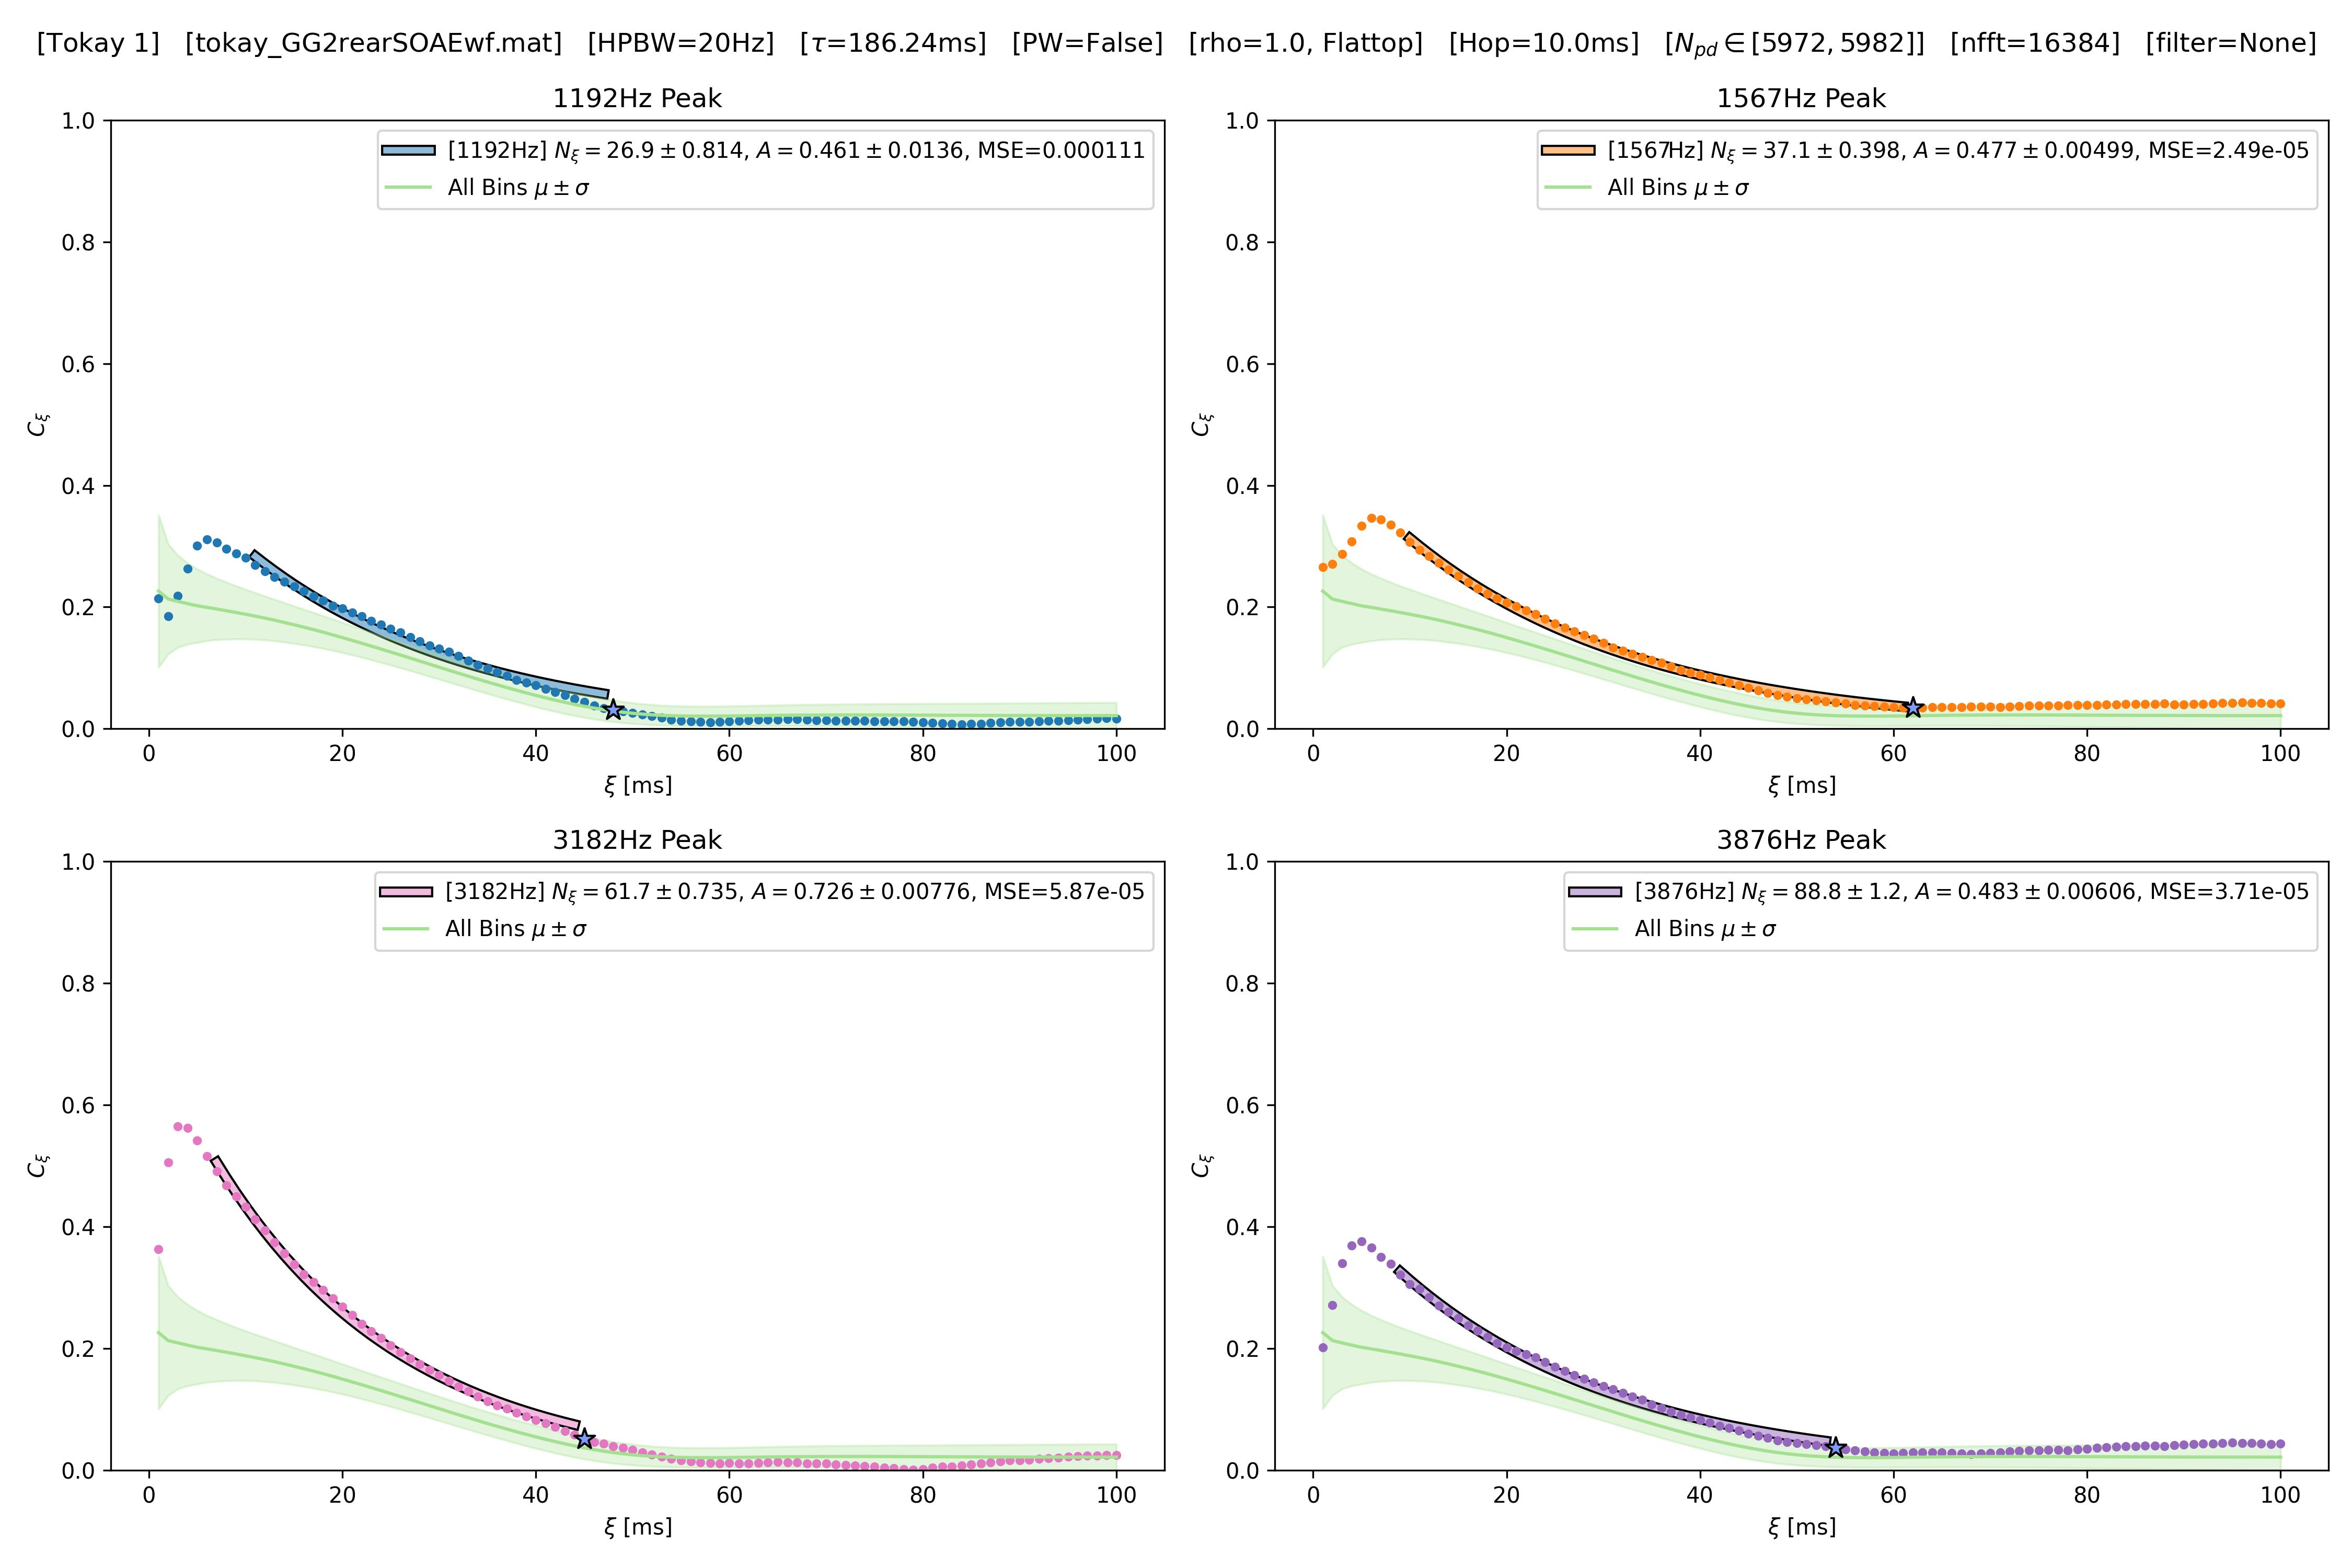 [Tokay 1] [tokay_GG2rearSOAEwf.mat] [HPBW=20Hz] [τ=186.24ms] [PW=False] [rho=1.0, Flattop] [Hop=10.0ms] [N_pd ∈ [5972, 5982]] [nfft=16384] [filter=None]
1192Hz Peak
[1192Hz] N_ξ = 26.9 ± 0.814, A = 0.461 ± 0.0136, MSE=0.000111
All Bins μ ± σ
1.0
0.8
0.6
0.4
0.2
0.0
C_ξ
0 20 40 60 80 100
ξ [ms]
1567Hz Peak
[1567Hz] N_ξ = 37.1 ± 0.398, A = 0.477 ± 0.00499, MSE=2.49e-05
All Bins μ ± σ
1.0
0.8
0.6
0.4
0.2
0.0
C_ξ
0 20 40 60 80 100
ξ [ms]
3182Hz Peak
[3182Hz] N_ξ = 61.7 ± 0.735, A = 0.726 ± 0.00776, MSE=5.87e-05
All Bins μ ± σ
1.0
0.8
0.6
0.4
0.2
0.0
C_ξ
0 20 40 60 80 100
ξ [ms]
3876Hz Peak
[3876Hz] N_ξ = 88.8 ± 1.2, A = 0.483 ± 0.00606, MSE=3.71e-05
All Bins μ ± σ
1.0
0.8
0.6
0.4
0.2
0.0
C_ξ
0 20 40 60 80 100
ξ [ms]